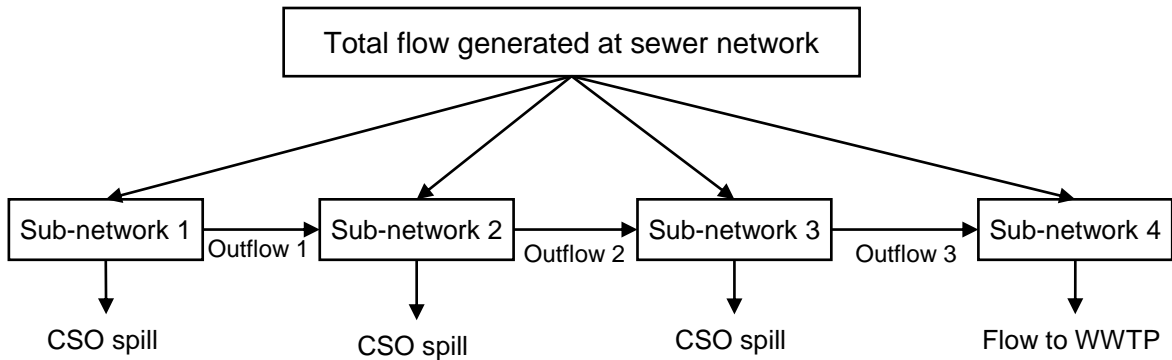 Total flow generated at sewer network
Sub-network 1
Outflow 1
Sub-network 2
Outflow 2
Sub-network 3
Outflow 3
Sub-network 4
CSO spill
CSO spill
CSO spill
Flow to WWTP